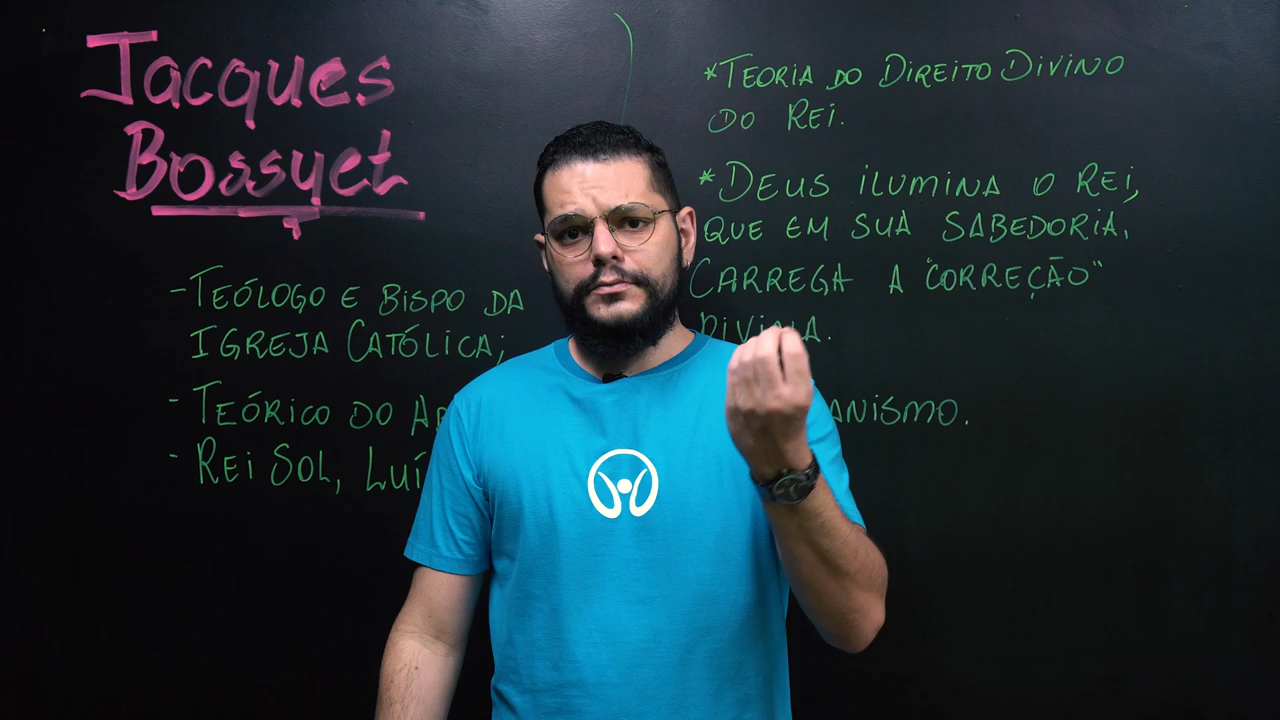 Jacques
Bossuet
-TEÓLOGO E BISPO DA
IGREJA CATÓLICA;
- TEÓRICO DO
- REI SOL,
*TEORIA DO DIREITO DIVINO
DO REI.
*DEUS ILUMINA O REI,
QUE EM SUA SABEDORIA,
CARREGA A "CORREÇÃO"
DIVINA.